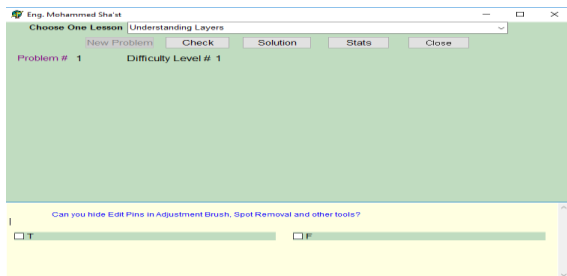 Eng. Mohammed Sha'st
Choose One Lesson Understanding Layers
New Problem Check Solution Stats Close
Problem # 1 Difficulty Level # 1
Can you hide Edit Pins in Adjustment Brush, Spot Removal and other tools?
T F